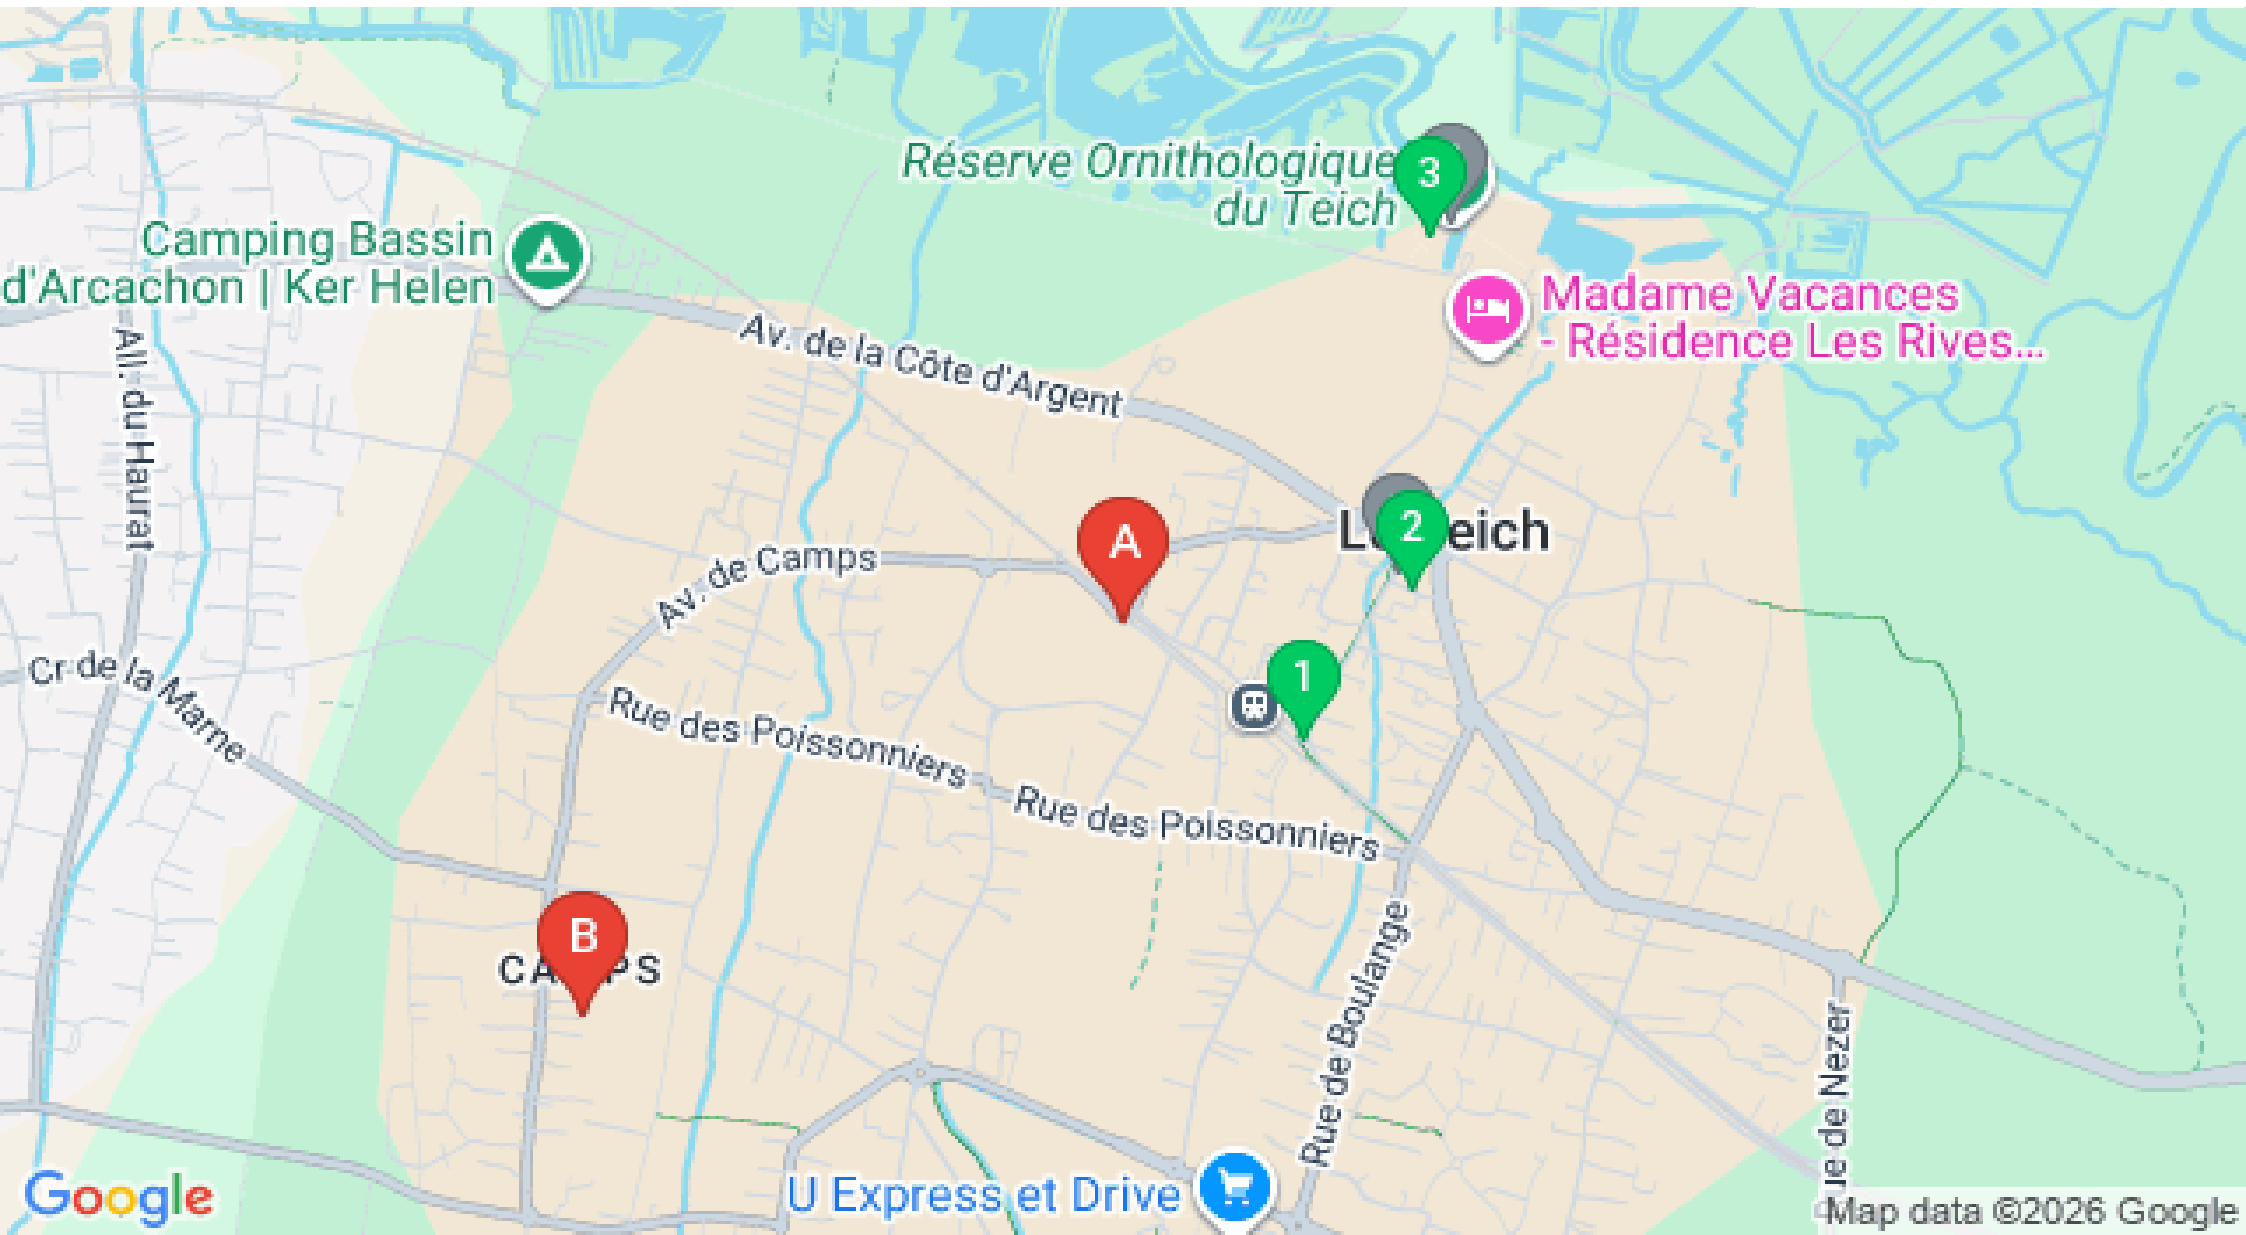 Réserve Ornithologique
du Teich
3
Camping Bassin
d'Arcachon | Ker Helen
Madame Vacances
- Résidence Les Rives...
Av. de la Côte d'Argent
All. du Haurat
A
2
Av. de Camps
1
Cr de la Marne
Rue des Poissonniers
Rue des Poissonniers
B
Rue de Boulange
U Express et Drive
Google
Map data ©2026 Google